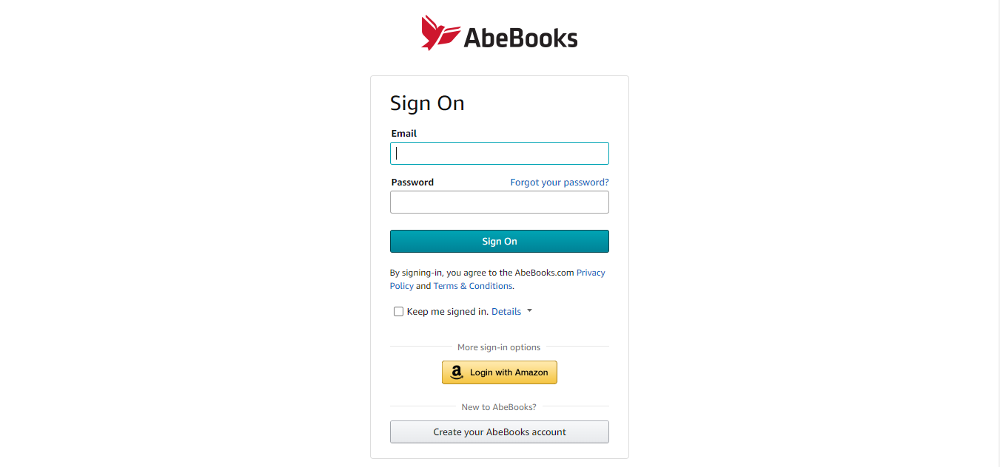 AbeBooks
Sign On
Email
Password Forgot your password?
Sign On
By signing-in, you agree to the AbeBooks.com Privacy
Policy and Terms & Conditions.
Keep me signed in. Details
More sign-in options
a Login with Amazon
New to AbeBooks?
Create your AbeBooks account